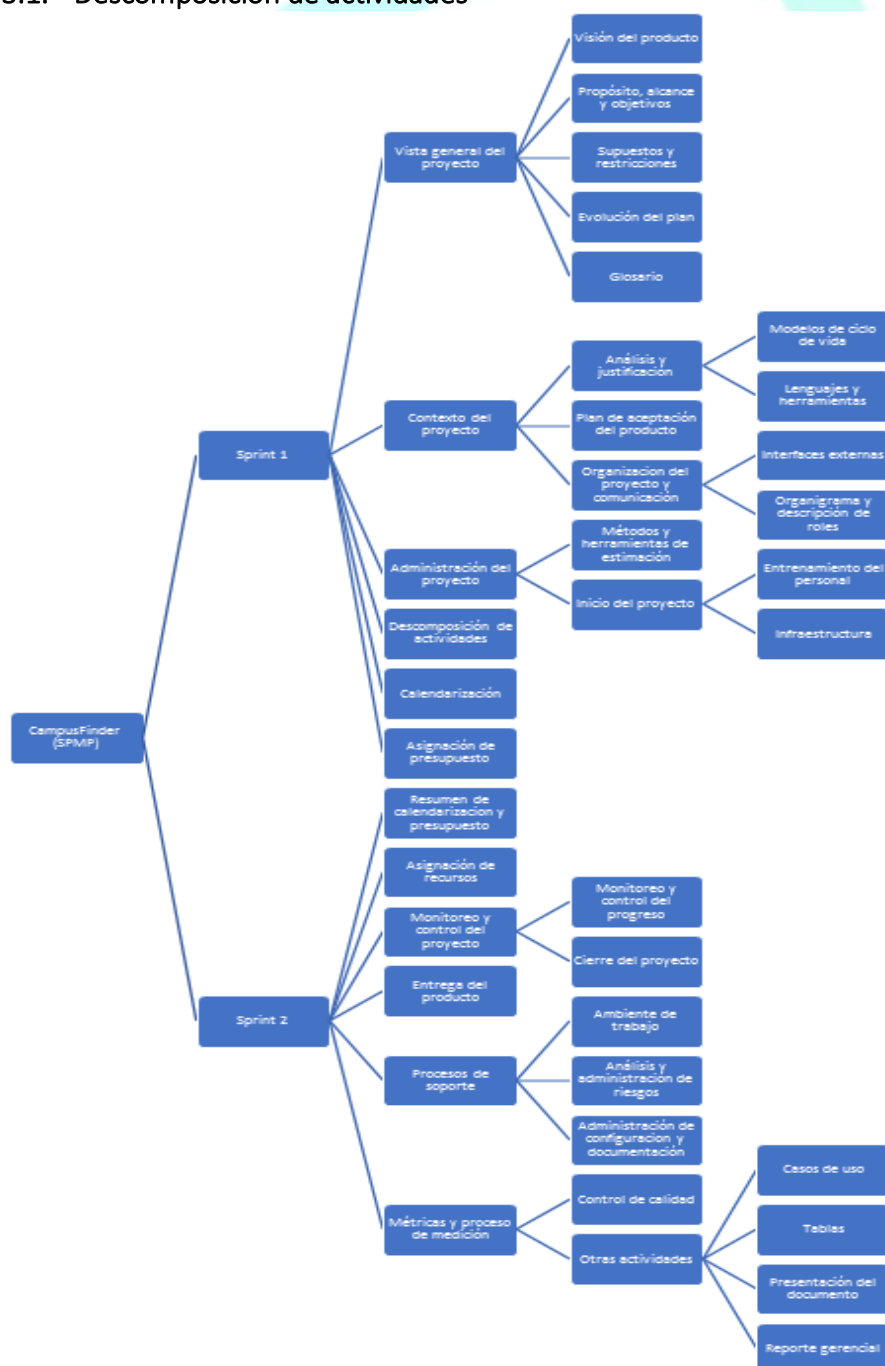 Descomposición de actividades
Visión del producto
Propósito, alcance
y objetivos
Vista general del
proyecto
Supuestos y
restricciones
Evolución del plan
Glosario
Modelos de ciclo
de vida
Análisis y
justificación
Lenguajes y
herramientas
Contexto del
proyecto
Plan de aceptación
del producto
Sprint 1
Interfaces externas
Organizacion del
proyecto y
comunicación
Organigrama y
descripción de
roles
Métodos y
herramientas de
estimación
Administración del
proyecto
Entrenamiento del
personal
Inicio del proyecto
Infraestructura
Descomposición de
actividades
Calendarización
CampusFinder
(SPMP)
Asignación de
presupuesto
Resumen de
calendarizacion y
presupuesto
Asignación de
recursos
Monitoreo y
control del
progreso
Monitoreo y
control del
proyecto
Cierre del proyecto
Entrega del
producto
Sprint 2
Ambiente de
trabajo
Procesos de
soporte
Análisis y
administración de
riesgos
Administración de
configuracion y
documentación
Casos de uso
Control de calidad
Métricas y proceso
de medición
Tablas
Otras actividades
Presentación del
documento
Reporte gerencial